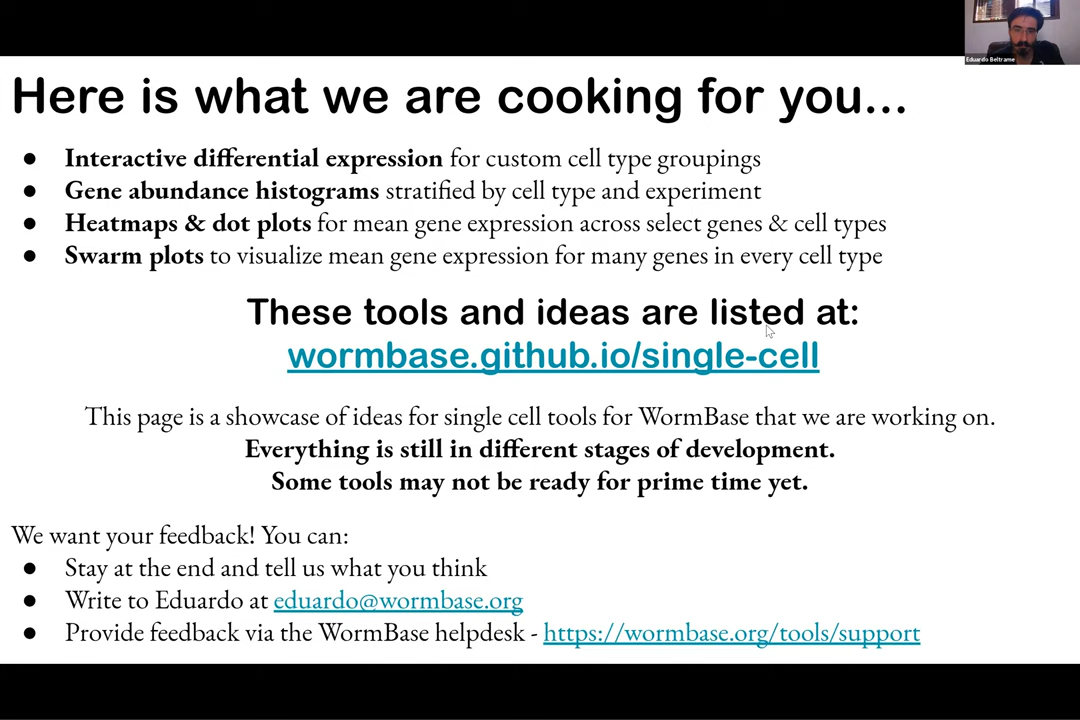 Eduardo Beltrame
Here is what we are cooking for you...
● Interactive differential expression for custom cell type groupings
● Gene abundance histograms stratified by cell type and experiment
● Heatmaps & dot plots for mean gene expression across select genes & cell types
● Swarm plots to visualize mean gene expression for many genes in every cell type
These tools and ideas are listed at:
wormbase.github.io/single-cell
This page is a showcase of ideas for single cell tools for WormBase that we are working on.
Everything is still in different stages of development.
Some tools may not be ready for prime time yet.
We want your feedback! You can:
● Stay at the end and tell us what you think
● Write to Eduardo at eduardo@wormbase.org
● Provide feedback via the WormBase helpdesk - https://wormbase.org/tools/support